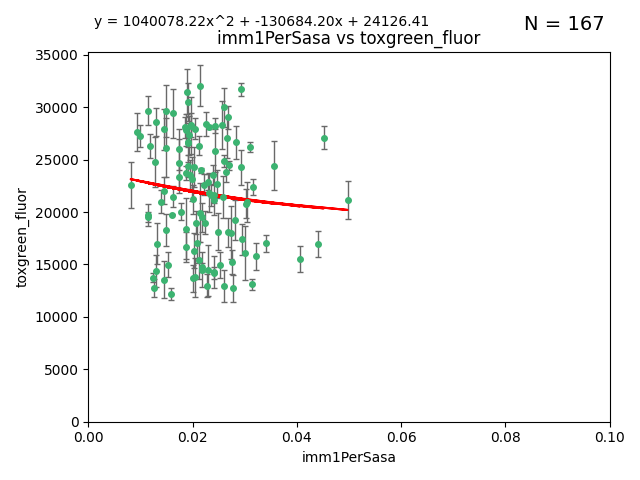 y = 1040078.22x^2 + -130684.20x + 24126.41
N = 167
imm1PerSasa vs toxgreen_fluor
35000
30000
25000
20000
15000
10000
5000
0
toxgreen_fluor
0.00 0.02 0.04 0.06 0.08 0.10
imm1PerSasa